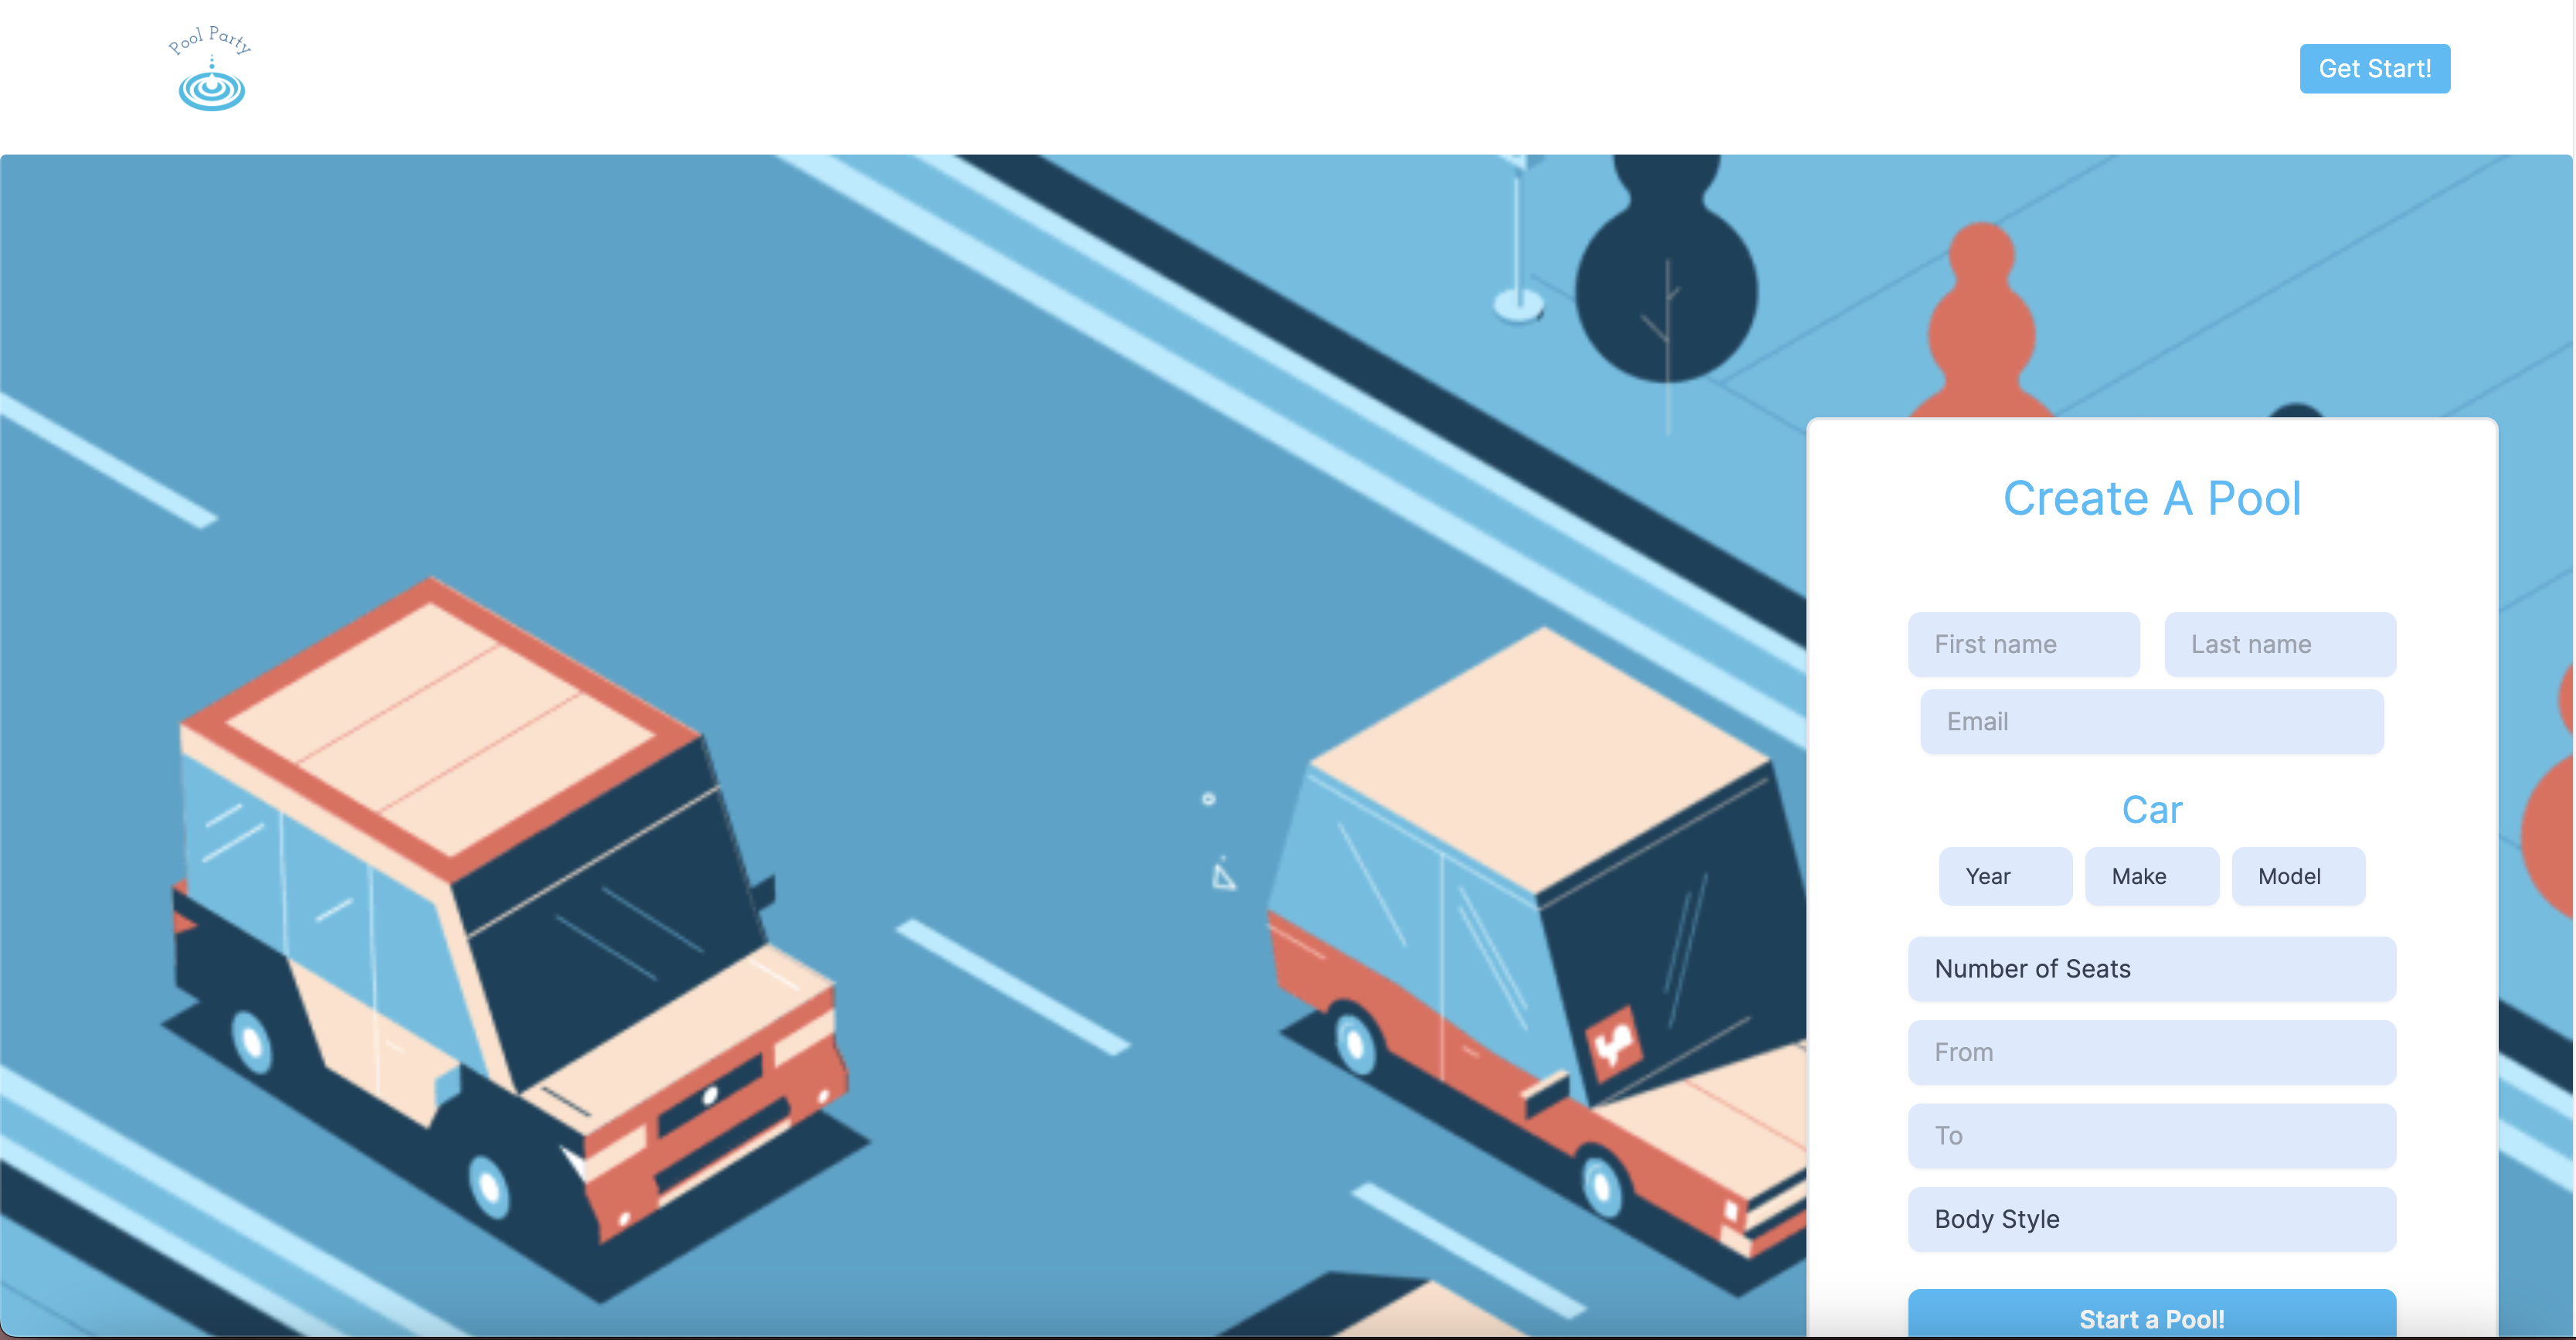 Pool Party
Get Start!
Create A Pool
First name
Last name
Email
Car
Year
Make
Model
Number of Seats
From
To
Body Style
Start a Pool!